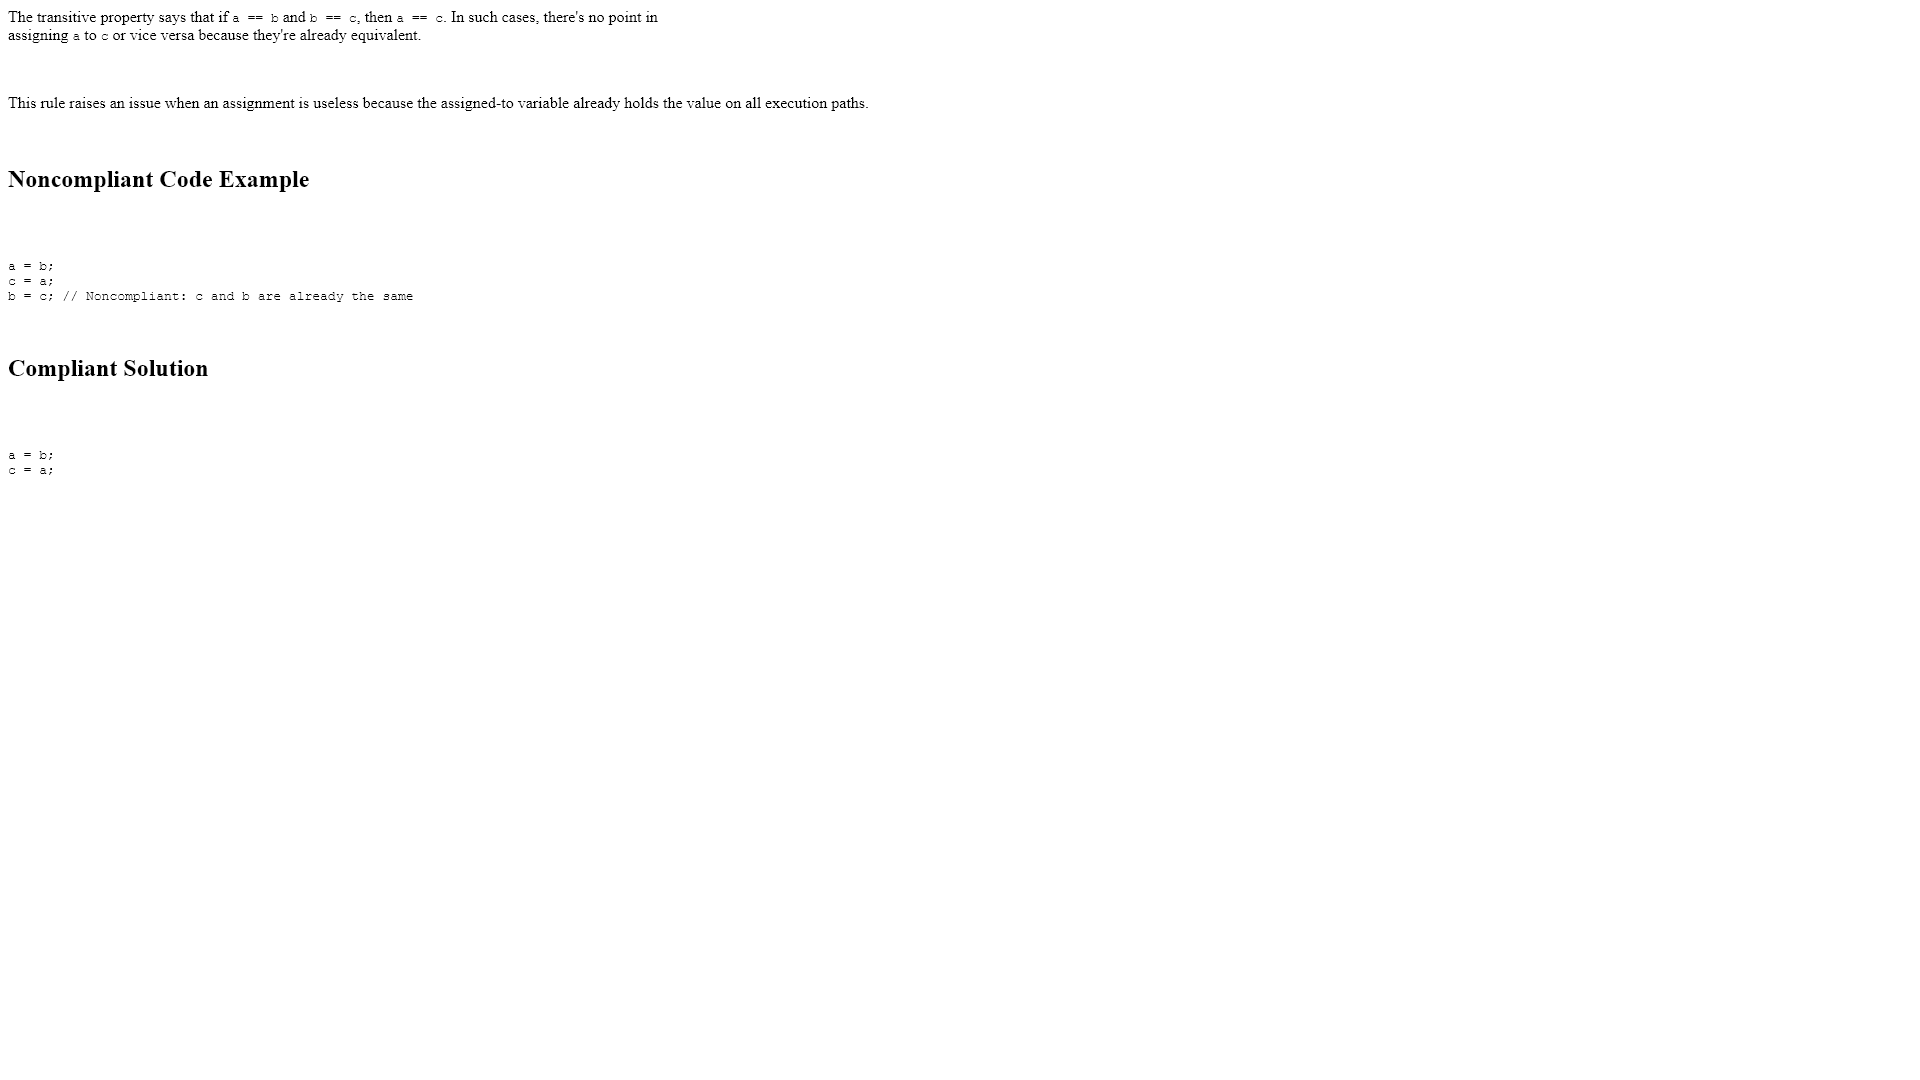 The transitive property says that if a == b and b == c, then a == c. In such cases, there's no point in
assigning a to c or vice versa because they're already equivalent.
This rule raises an issue when an assignment is useless because the assigned-to variable already holds the value on all execution paths.
Noncompliant Code Example
a = b;
c = a;
b = c; // Noncompliant: c and b are already the same
Compliant Solution
a = b;
c = a;